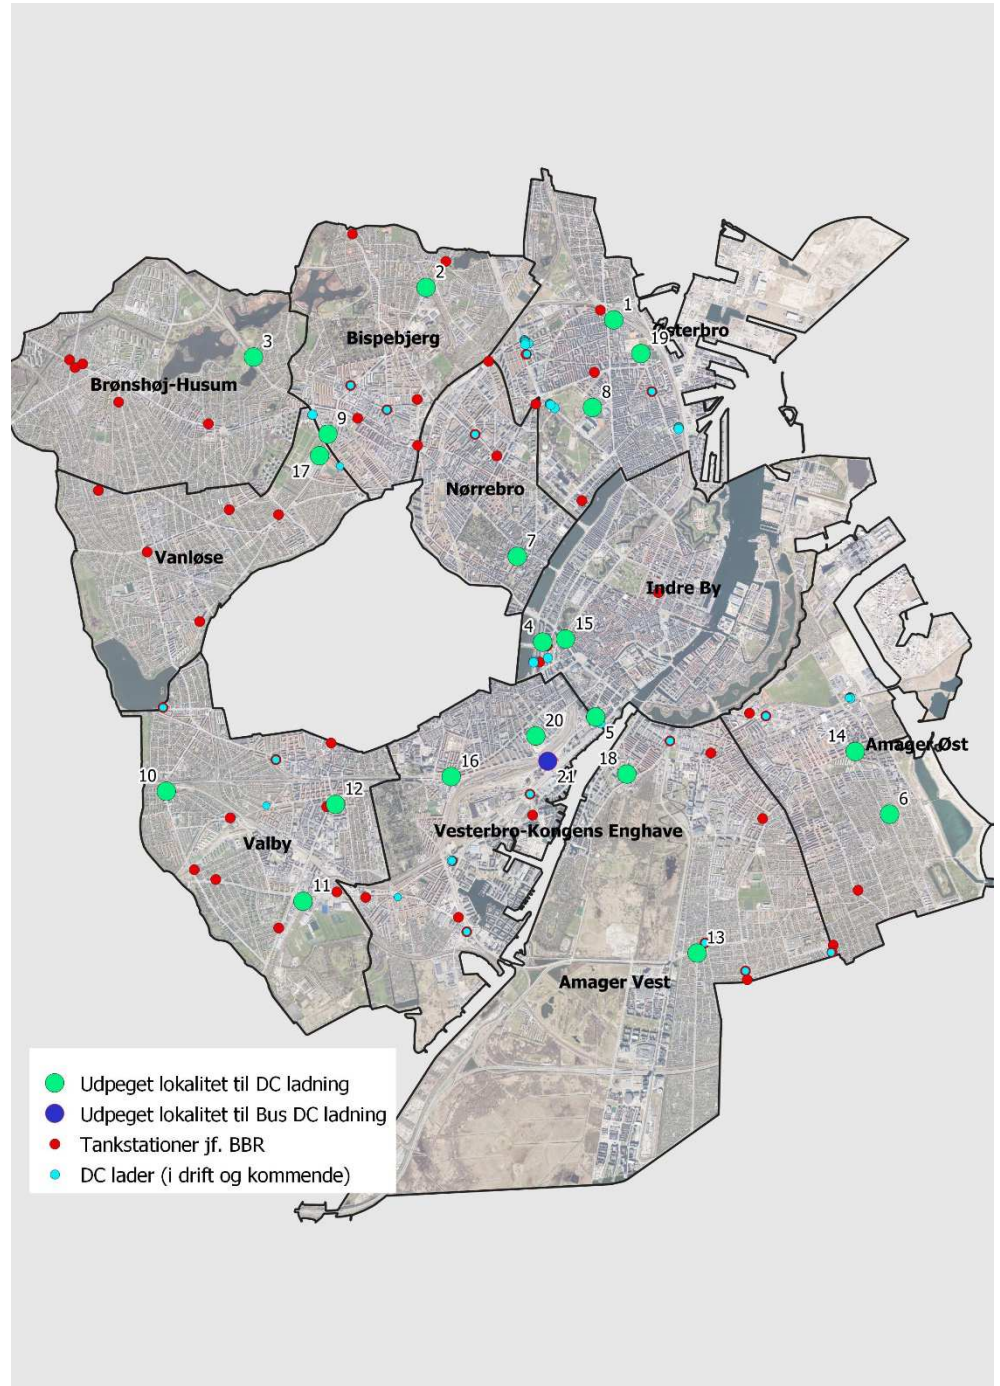 2
1
Østerbro
19
Bispebjerg
3
Brønshøj-Husum
8
9
17
Nørrebro
Vanløse
7
Indre By
4
15
20
5
14
Amager Øst
10
16
21
18
12
6
Vesterbro-Kongens Enghave
Valby
11
13
Amager Vest
Udpeget lokalitet til DC ladning
Udpeget lokalitet til Bus DC ladning
Tankstationer jf. BBR
DC lader (i drift og kommende)